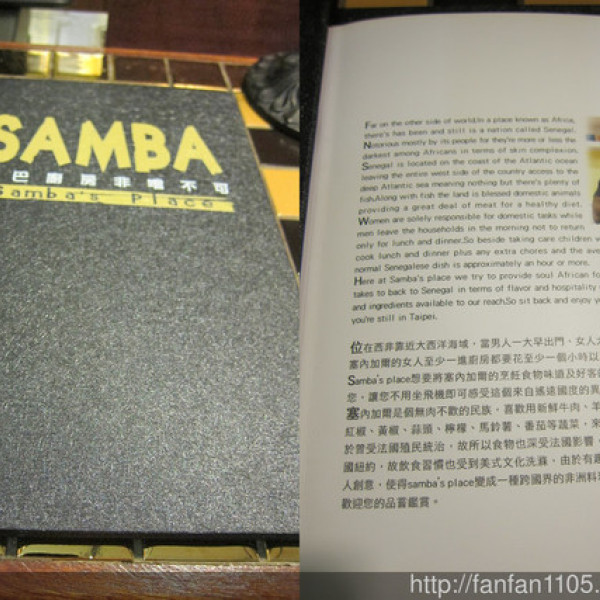 SAMBA
巴廚房非嚐不可
Samba's Place
Far on the other side of world.In a place known as Africa,
there's has been and still is a nation called Senegal.
Notorious mostly by its people for they're more or less the
darkest among Africans in terms of skin complexion.
Senegal is located on the coast of the Atlantic ocean
leaving the entire west side of the country access to the
deep Atlantic sea meaning nothing but there's plenty of
fish.Along with fish the land is blessed domestic animals
providing a great deal of meat for a healthy diet.
Women are solely responsible for domestic tasks while
men leave the households in the morning not to return
only for lunch and dinner.So beside taking care children
cook lunch and dinner plus any extra chores and the
normal Senegalese dish is approximately an hour or more.
Here at Samba's place we try to provide soul African
takes to back to Senegal in terms of flavor and hospitality
and ingredients available to our reach.So sit back and enjoy
you're still in Taipei.
位在西非靠近大西洋海域，當男人一大早出門，女人
塞內加爾的女人至少一進廚房都要花至少一個小時以
Samba's place想要將塞內加爾的烹飪食物味道及好客
您，讓您不用坐飛機即可感受這個來自遙遠國度的異
塞內加爾是個無肉不歡的民族，喜歡用新鮮牛肉、羊
紅椒、黃椒、蒜頭、檸檬、馬鈴薯、番茄等蔬菜，來
於曾受法國殖民統治，故所以食物也深受法國影響，
國紐約，故飲食習慣也受到美式文化洗滌，由於有趣
人創意，使得samba's place變成一種跨國界的非洲料
歡迎您的品嘗鑑賞。
http://fanfan1105.